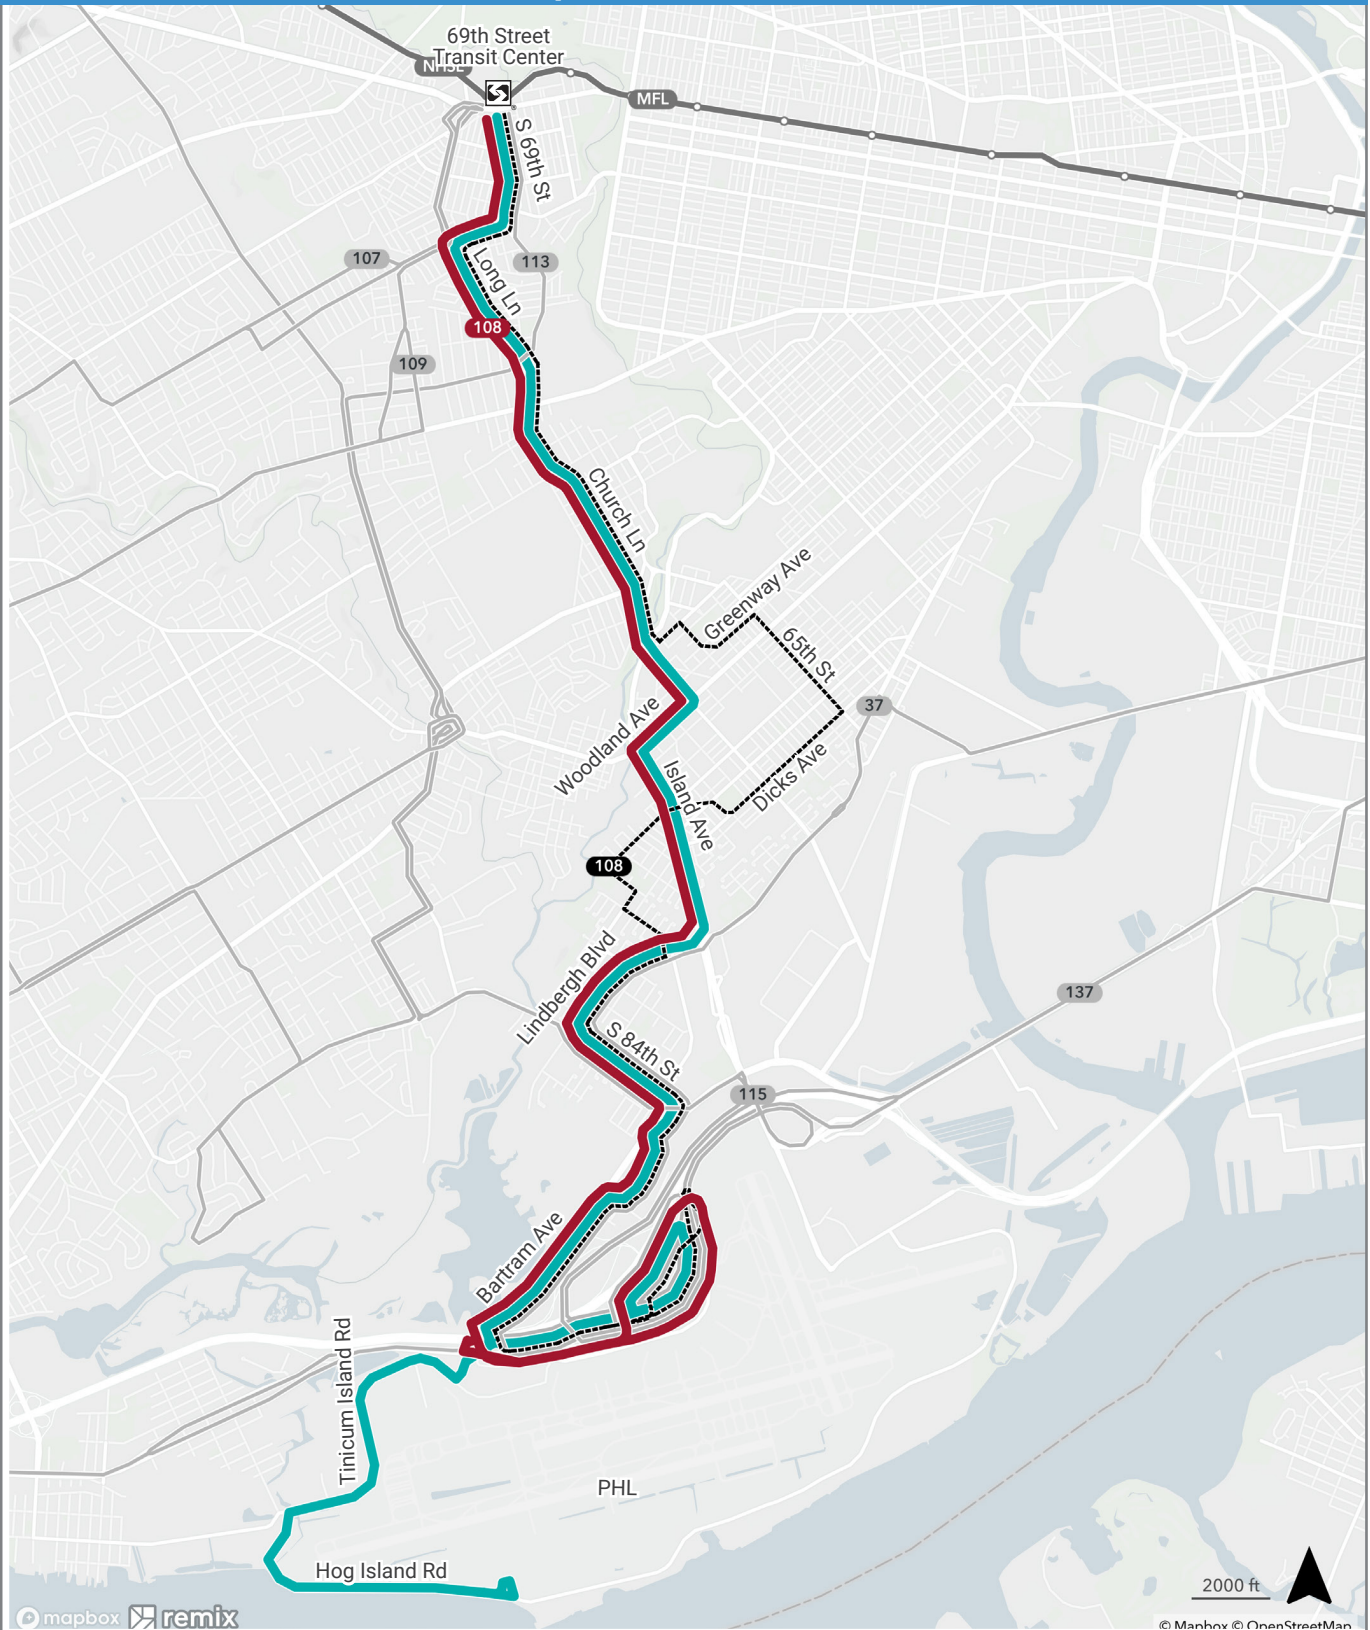 69th Street
Transit Center
NHSL
MFL
S 69th St
107
113
Long Ln
108
109
Church Ln
Greenway Ave
65th St
37
Woodland Ave
Island Ave
Dicks Ave
108
Lindbergh Blvd
137
S 84th St
115
Bartram Ave
Tinicum Island Rd
PHL
Hog Island Rd
2000 ft
mapbox remix
© Mapbox © OpenStreetMap